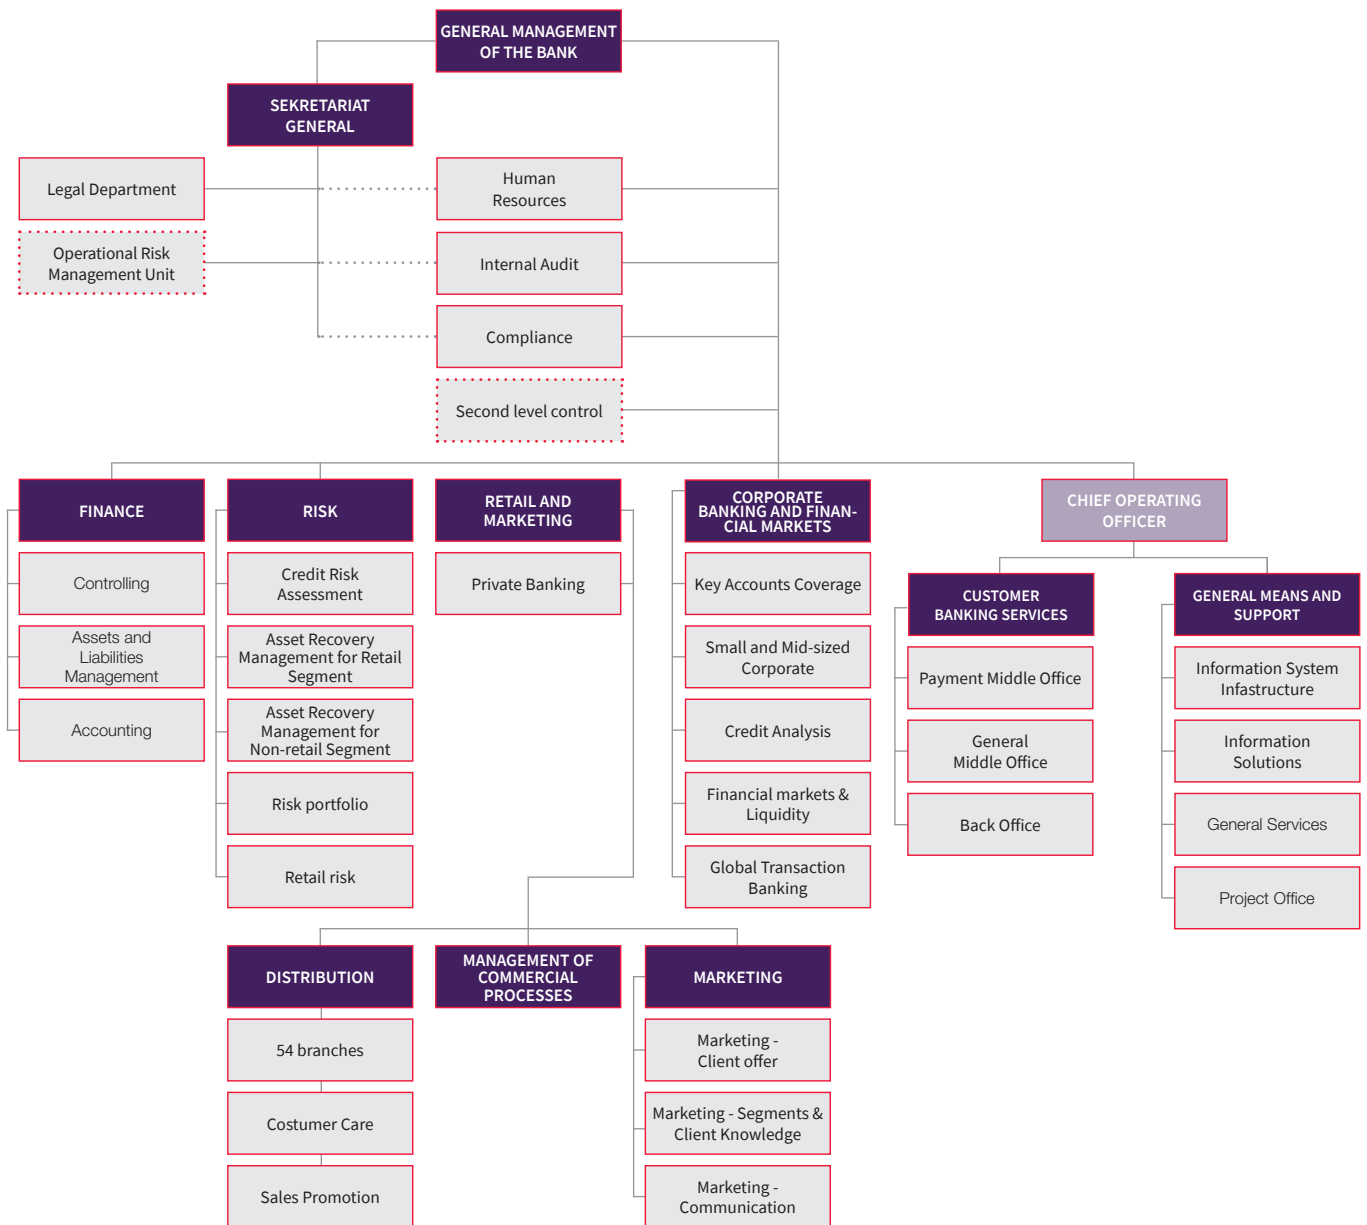 GENERAL MANAGEMENT
OF THE BANK
SEKRETARIAT
GENERAL
Legal Department
Human
Resources
Operational Risk
Management Unit
Internal Audit
Compliance
Second level control
FINANCE
Controlling
Assets and
Liabilities
Management
Accounting
RISK
Credit Risk
Assessment
Asset Recovery
Management for Retail
Segment
Asset Recovery
Management for
Non-retail Segment
Risk portfolio
Retail risk
RETAIL AND
MARKETING
Private Banking
CORPORATE
BANKING AND FINAN-
CIAL MARKETS
Key Accounts Coverage
Small and Mid-sized
Corporate
Credit Analysis
Financial markets &
Liquidity
Global Transaction
Banking
CHIEF OPERATING
OFFICER
CUSTOMER
BANKING SERVICES
Payment Middle Office
General
Middle Office
Back Office
GENERAL MEANS AND
SUPPORT
Information System
Infastructure
Information
Solutions
General Services
Project Office
DISTRIBUTION
54 branches
Costumer Care
Sales Promotion
MANAGEMENT OF
COMMERCIAL
PROCESSES
MARKETING
Marketing -
Client offer
Marketing - Segments &
Client Knowledge
Marketing -
Communication